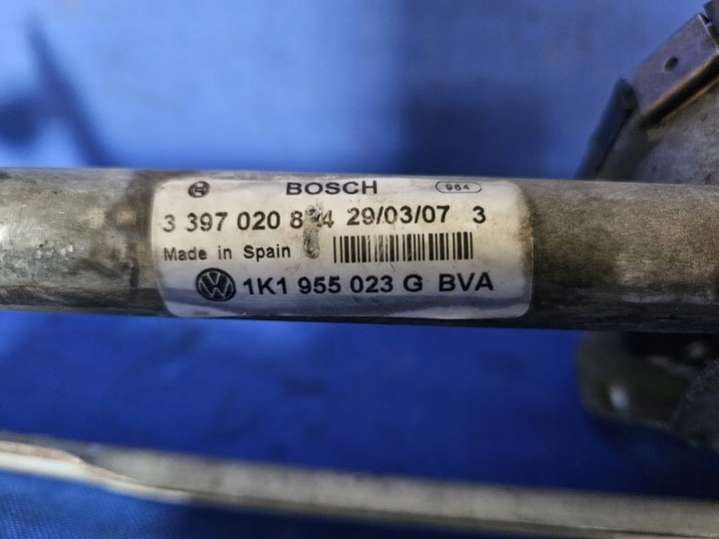 BOSCH 964
3 397 020 29/03/07 3
Made in Spain
1K1 955 023 G BVA